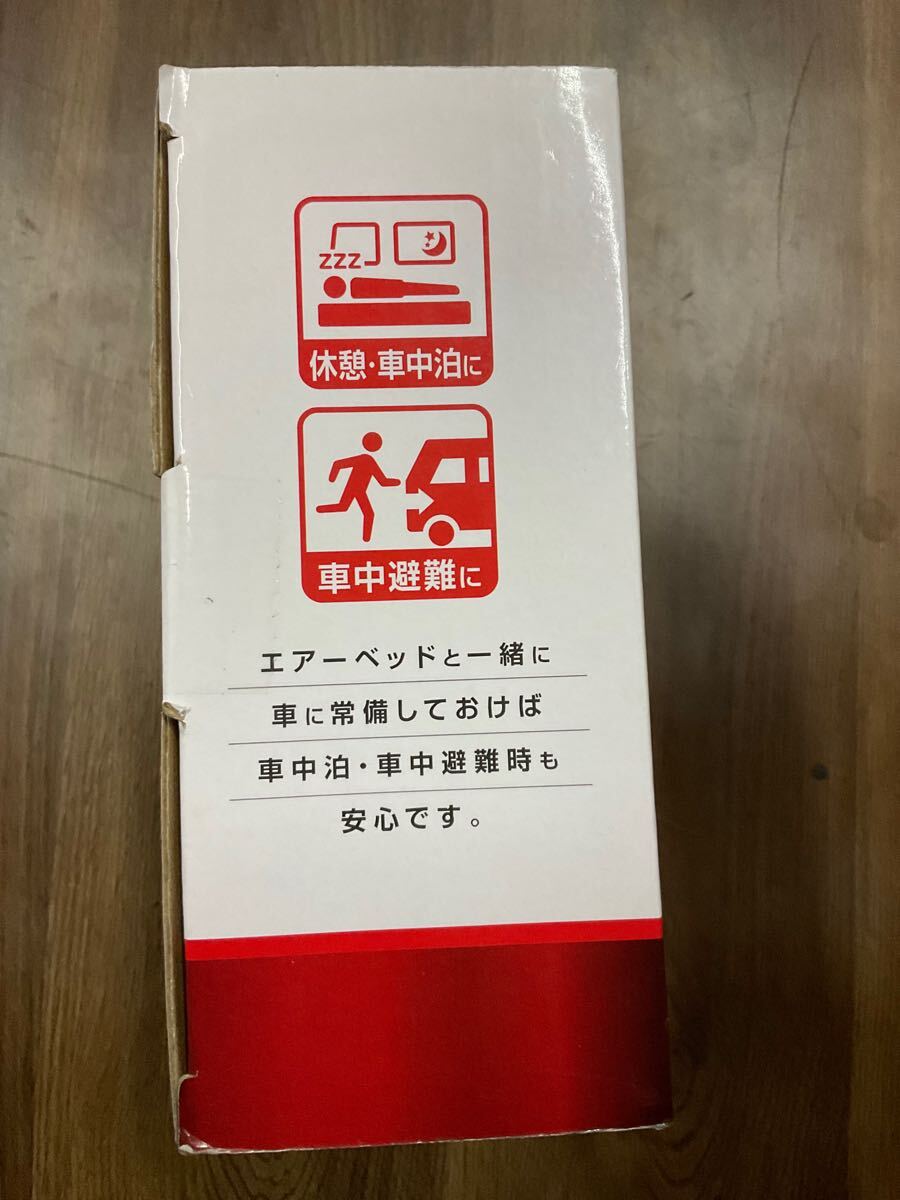 zzz
休憩・車中泊に
車中避難に
エアーベッドと一緒に
車に常備しておけば
車中泊・車中避難時も
安心です。